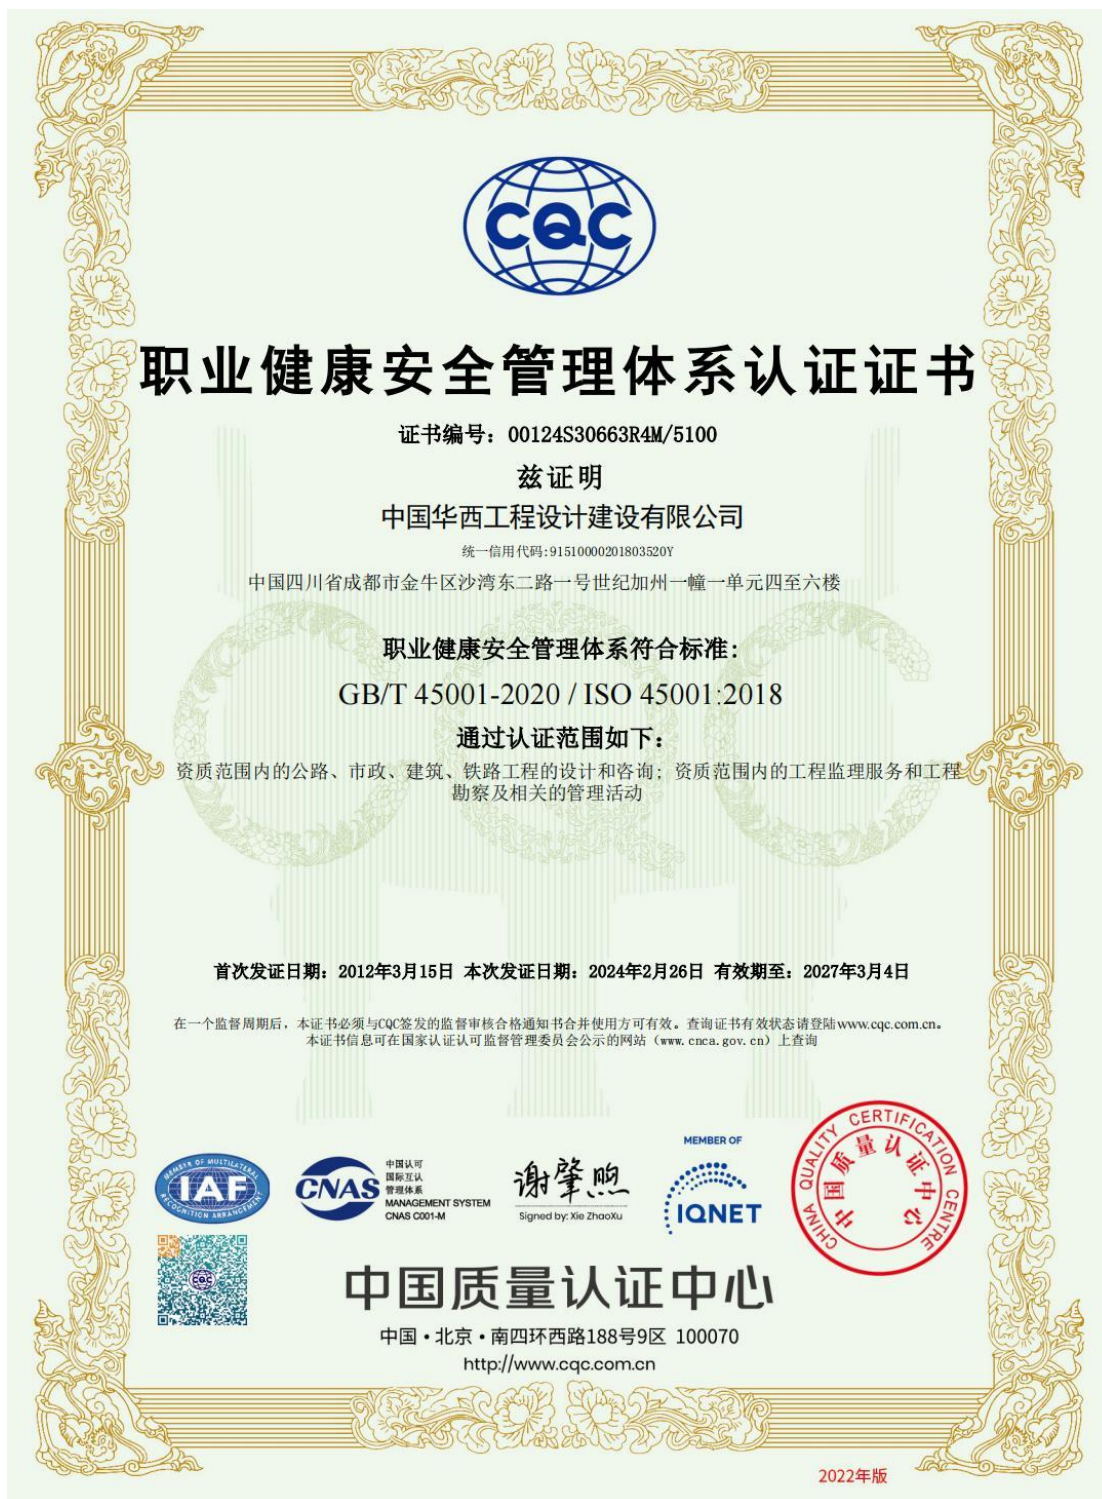 CQC
职业健康安全管理体系认证证书
证书编号：00124S30663R4M/5100
兹证明
中国华西工程设计建设有限公司
统一信用代码:91510000201803520Y
中国四川省成都市金牛区沙湾东二路一号世纪加州一幢一单元四至六楼
职业健康安全管理体系符合标准:
GB/T 45001-2020 / ISO 45001:2018
通过认证范围如下：
资质范围内的公路、市政、建筑、铁路工程的设计和咨询；资质范围内的工程监理服务和工程
勘察及相关的管理活动
首次发证日期：2012年3月15日 本次发证日期：2024年2月26日 有效期至：2027年3月4日
在一个监督周期后，本证书必须与CQC签发的监督审核合格通知书合并使用方可有效。查询证书有效状态请登陆www.cqc.com.cn。
本证书信息可在国家认证认可监督管理委员会公示的网站（www.cnca.gov.cn）上查询
MEMBER OF MULTILATERAL
IAF
RECOGNITION ARRANGEMENT
CNAS
中国认可
国际互认
管理体系
MANAGEMENT SYSTEM
CNAS C001-M
谢肇煦
Signed by: Xie ZhaoXu
MEMBER OF
IQNET
CHINA QUALITY CERTIFICATION CENTRE
中国质量认证中心
CQC
中国质量认证中心
中国•北京•南四环西路188号9区 100070
http://www.cqc.com.cn
2022年版